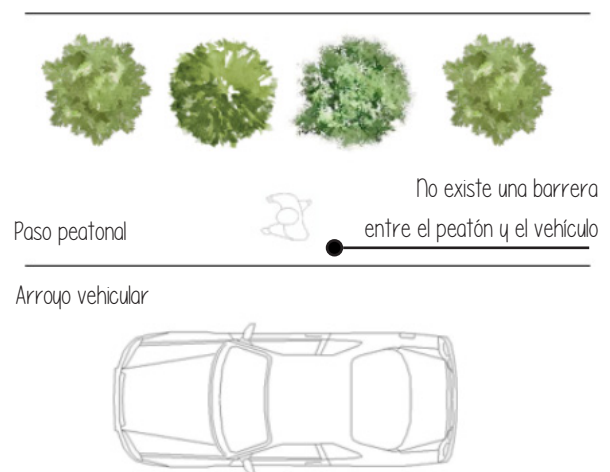 No existe una barrera
entre el peatón y el vehículo
Paso peatonal
Arroyo vehicular